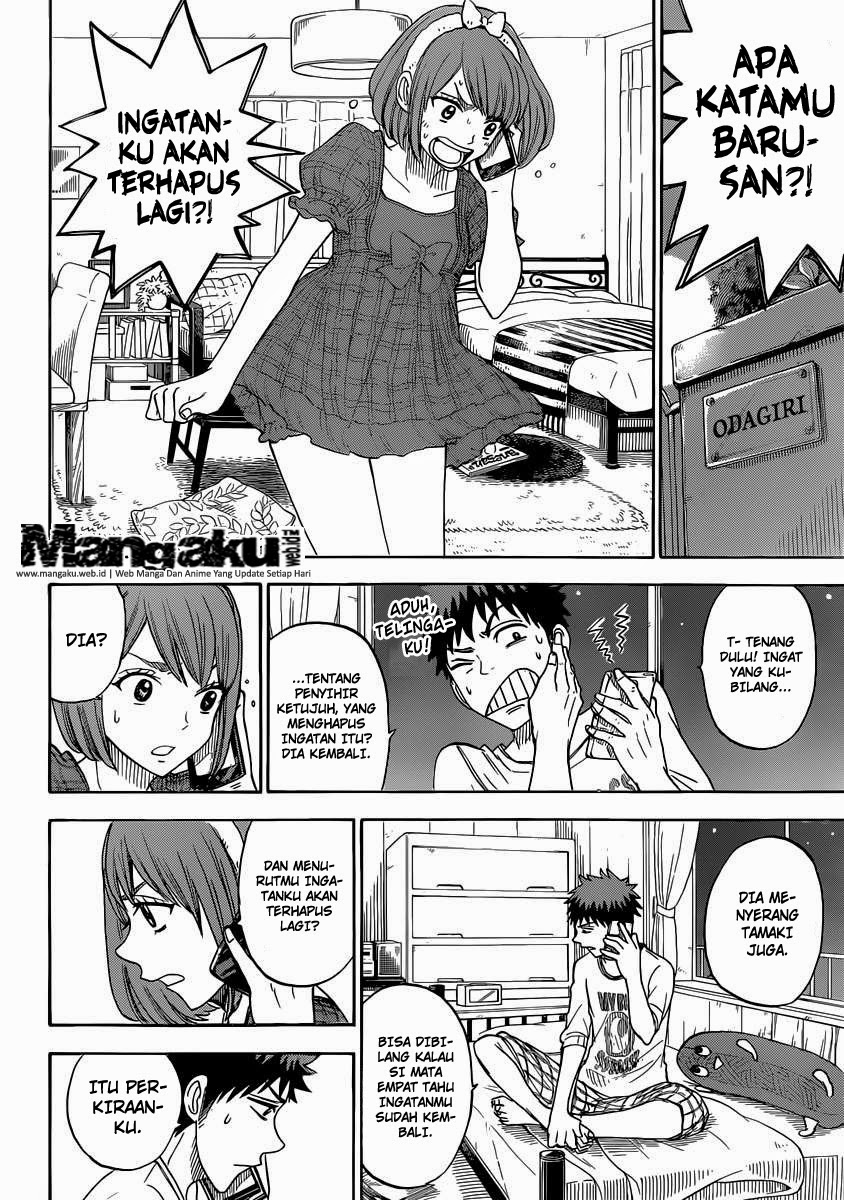 APA
KATAMU
BARU-
SAN?!
ODAGIRI
INGATAN-
KU AKAN
TERHAPUS
LAGI?!
Mangaku
web.id™
www.mangaku.web.id | Web Manga Dan Anime Yang Update Setiap Hari
T- TENANG
DULU! INGAT
YANG KU-
BILANG...
ADUH,
TELINGA-
KU!
...TENTANG
PENYIHIR
KETUJUH, YANG
MENGHAPUS
INGATAN ITU?
DIA KEMBALI.
DIA?
DIA ME-
NYERANG
TAMAKI
JUGA.
BISA DIBI-
LANG KALAU
SI MATA
EMPAT TAHU
INGATANMU
SUDAH KEM-
BALI.
DAN MENU-
RUTMU INGA-
TANKU AKAN
TERHAPUS
LAGI?
ITU PER-
KIRAAN-
KU.